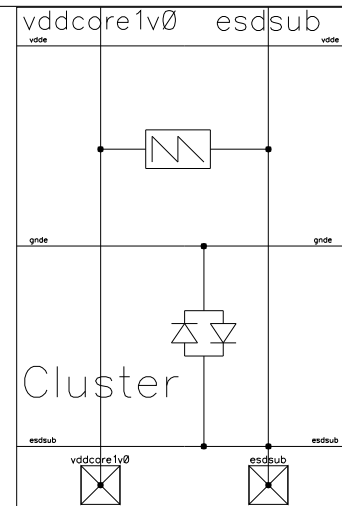 vddcore1v0 esdsub
vdde vdde
gnde gnde
Cluster
esdsub esdsub
vddcore1v0 esdsub